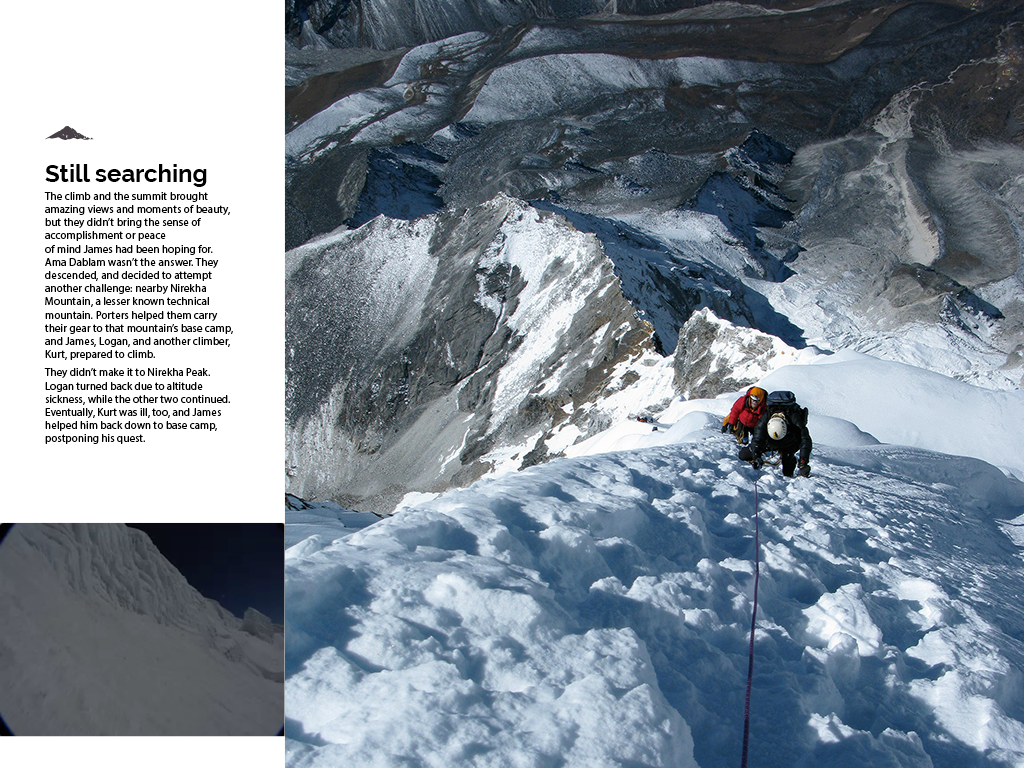 Still searching
The climb and the summit brought
amazing views and moments of beauty,
but they didn’t bring the sense of
accomplishment or peace
of mind James had been hoping for.
Ama Dablam wasn’t the answer. They
descended, and decided to attempt
another challenge: nearby Nirekha
Mountain, a lesser known technical
mountain. Porters helped them carry
their gear to that mountain’s base camp,
and James, Logan, and another climber,
Kurt, prepared to climb.
They didn’t make it to Nirekha Peak.
Logan turned back due to altitude
sickness, while the other two continued.
Eventually, Kurt was ill, too, and James
helped him back down to base camp,
postponing his quest.